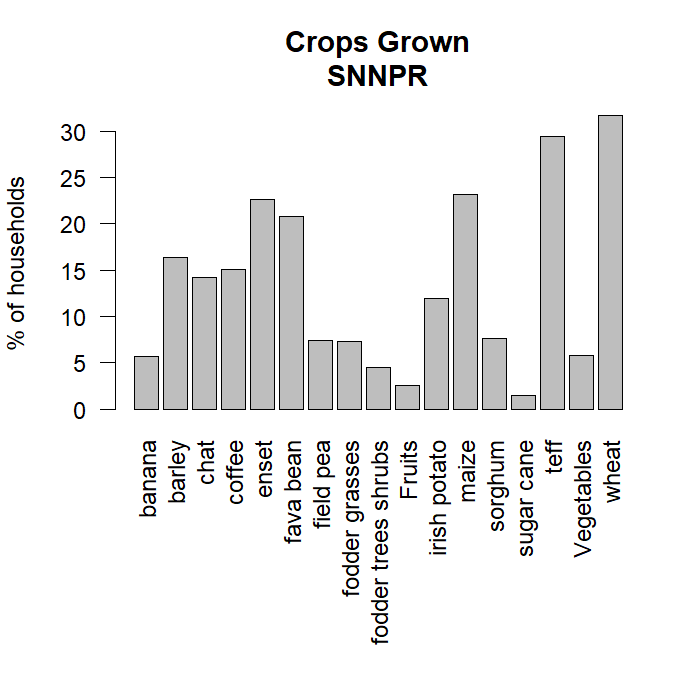 Crops Grown
SNNPR
% of households
30
25
20
15
10
5
0
banana
barley
chat
coffee
enset
fava bean
field pea
fodder grasses
fodder trees shrubs
Fruits
irish potato
maize
sorghum
sugar cane
teff
Vegetables
wheat